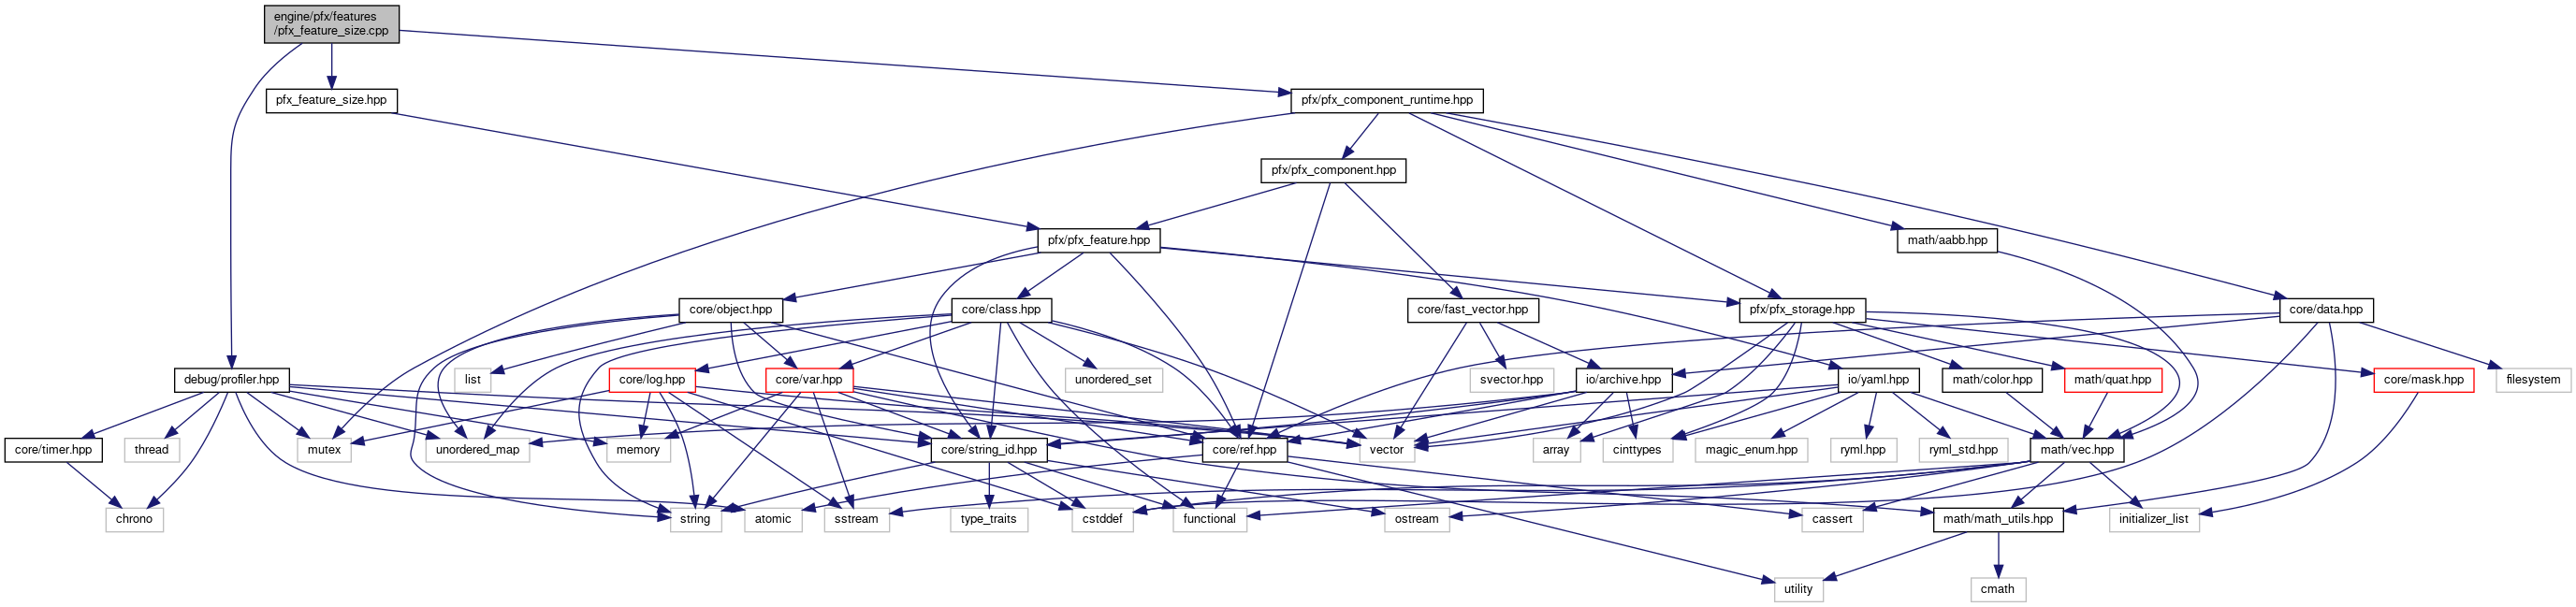 engine/pfx/features
/pfx_feature_size.cpp
pfx_feature_size.hpp
pfx/pfx_component_runtime.hpp
pfx/pfx_component.hpp
pfx/pfx_feature.hpp
math/aabb.hpp
core/object.hpp
core/class.hpp
core/fast_vector.hpp
pfx/pfx_storage.hpp
core/data.hpp
debug/profiler.hpp
list
core/log.hpp
core/var.hpp
unordered_set
svector.hpp
io/archive.hpp
io/yaml.hpp
math/color.hpp
math/quat.hpp
core/mask.hpp
filesystem
core/timer.hpp
thread
mutex
unordered_map
memory
core/string_id.hpp
core/ref.hpp
vector
array
cinttypes
magic_enum.hpp
ryml.hpp
ryml_std.hpp
math/vec.hpp
chrono
string
atomic
sstream
type_traits
cstddef
functional
ostream
cassert
math/math_utils.hpp
initializer_list
utility
cmath